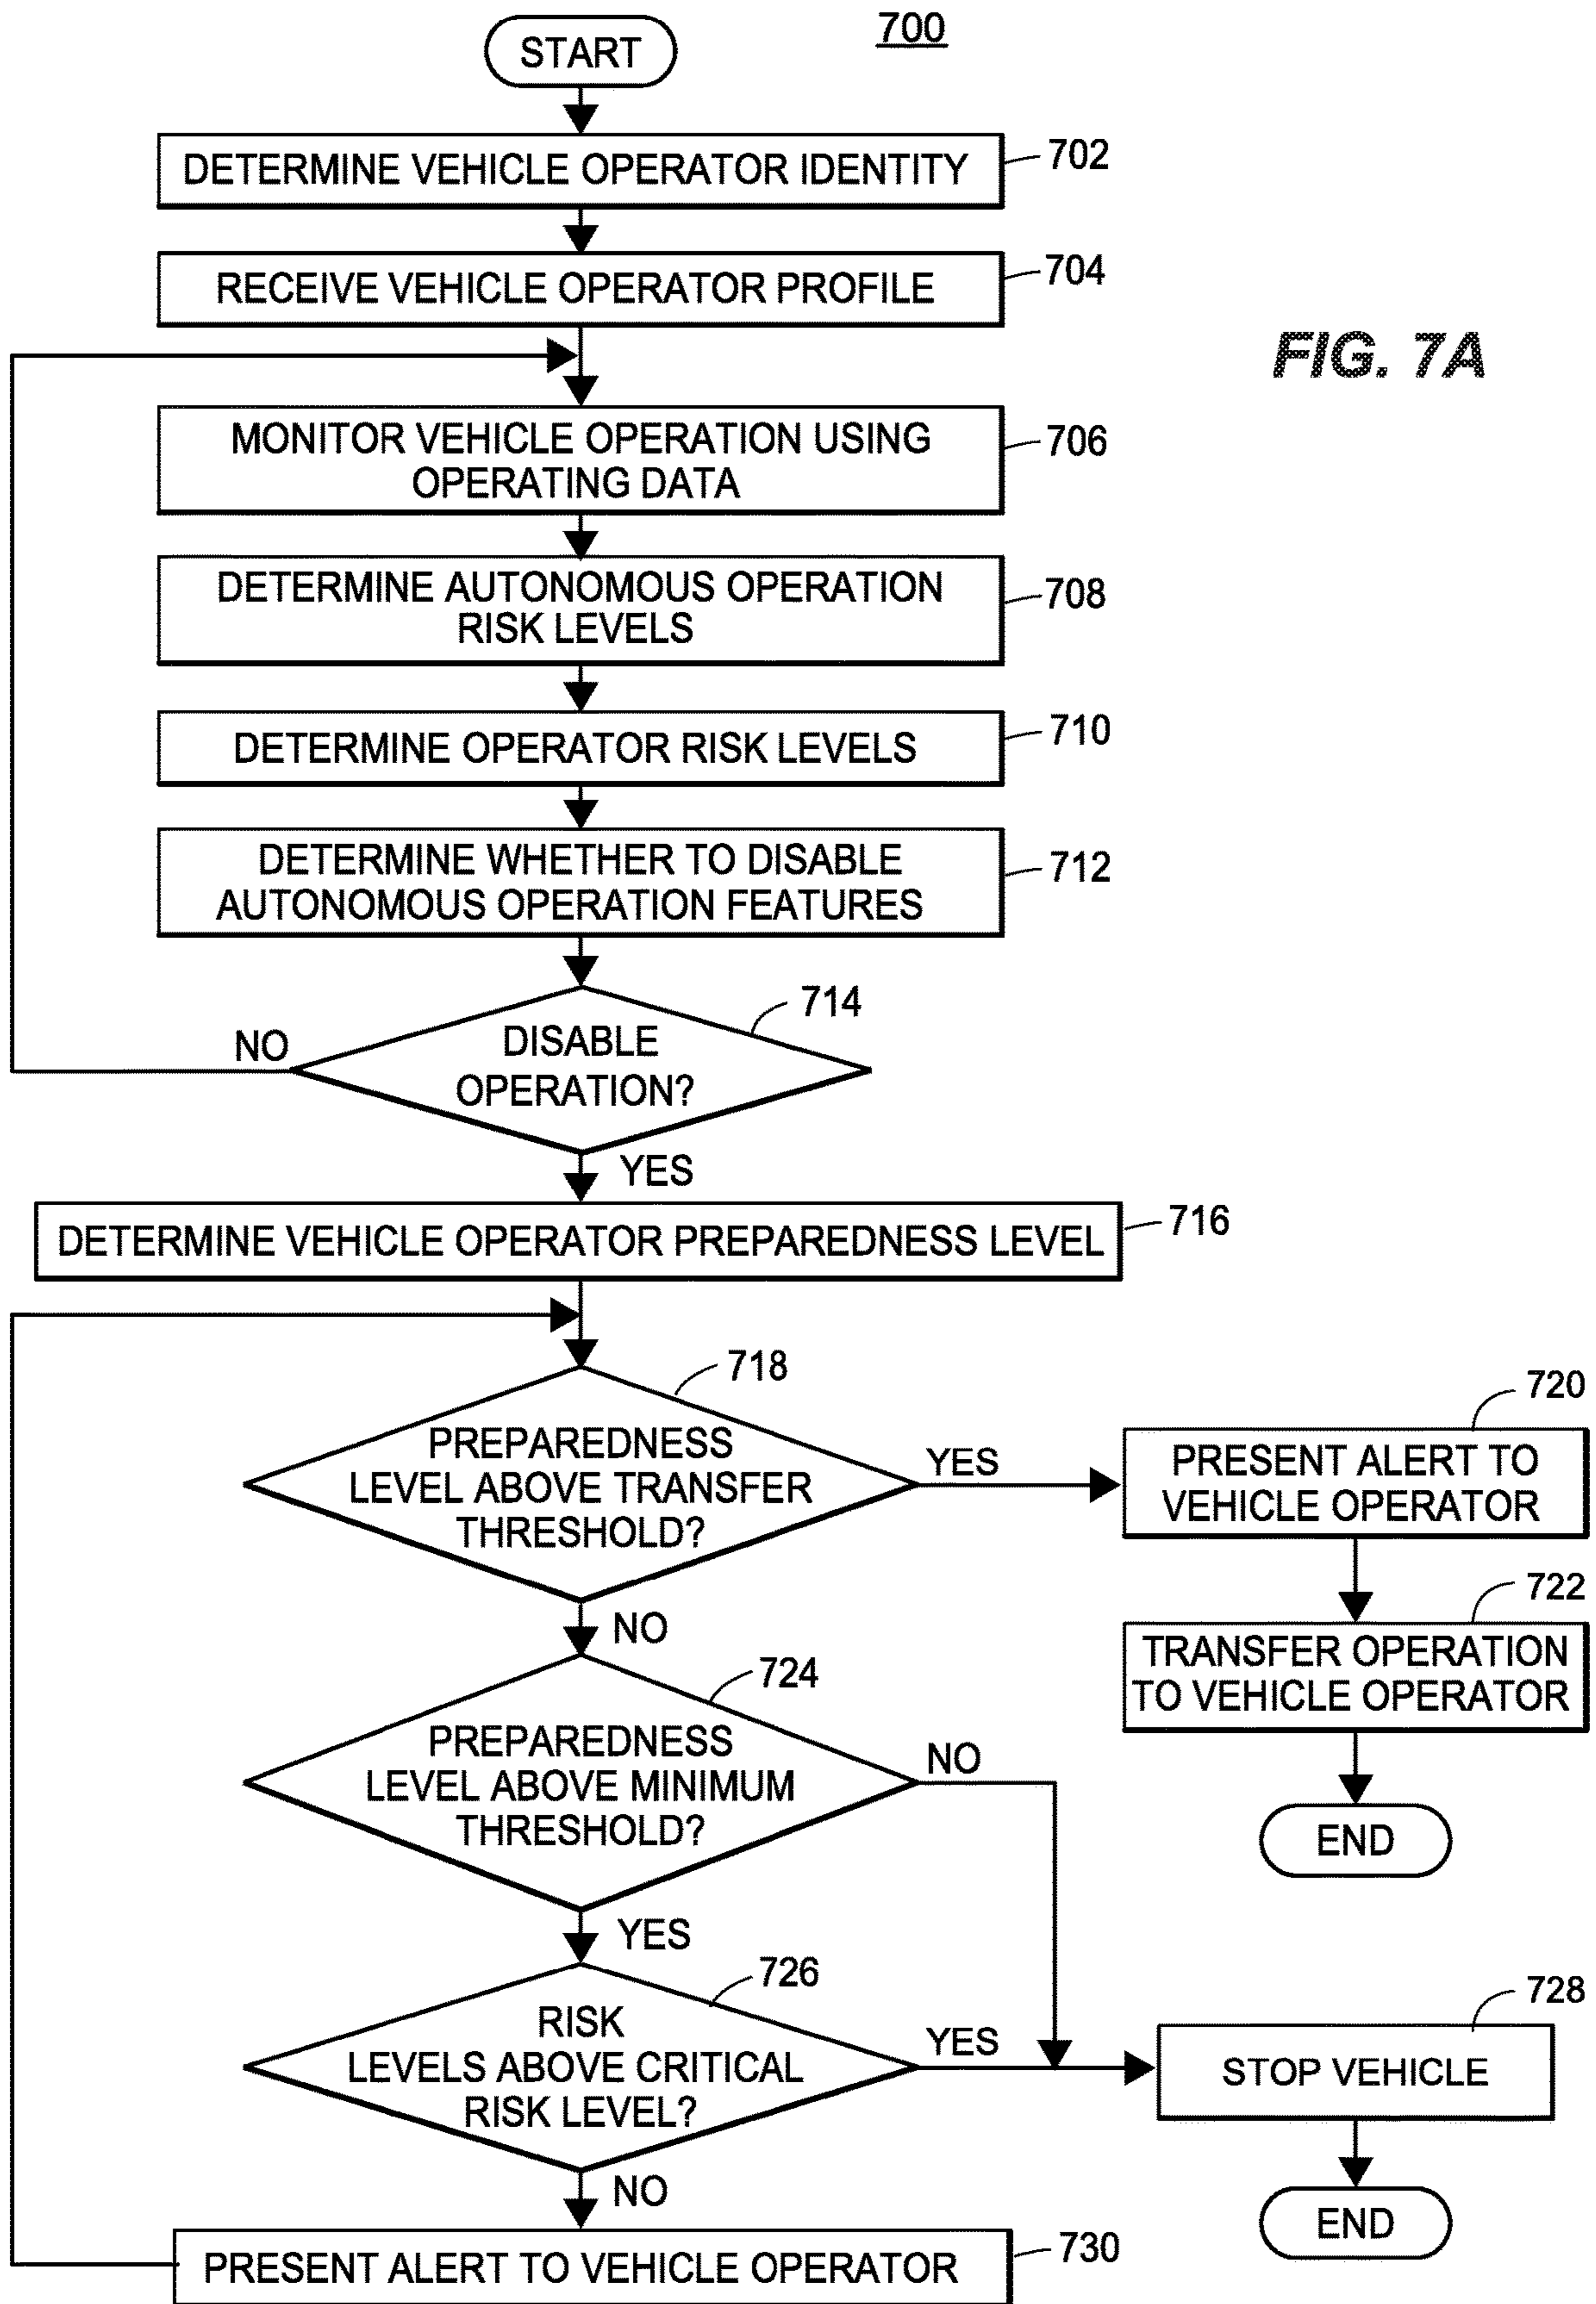 700
START
DETERMINE VEHICLE OPERATOR IDENTITY
702
RECEIVE VEHICLE OPERATOR PROFILE
704
FIG. 7A
MONITOR VEHICLE OPERATION USING
OPERATING DATA
706
DETERMINE AUTONOMOUS OPERATION
RISK LEVELS
708
DETERMINE OPERATOR RISK LEVELS
710
DETERMINE WHETHER TO DISABLE
AUTONOMOUS OPERATION FEATURES
712
714
DISABLE
OPERATION?
NO
YES
DETERMINE VEHICLE OPERATOR PREPAREDNESS LEVEL
716
718
PREPAREDNESS
LEVEL ABOVE TRANSFER
THRESHOLD?
YES
720
PRESENT ALERT TO
VEHICLE OPERATOR
722
TRANSFER OPERATION
TO VEHICLE OPERATOR
END
NO
724
PREPAREDNESS
LEVEL ABOVE MINIMUM
THRESHOLD?
NO
YES
726
RISK
LEVELS ABOVE CRITICAL
RISK LEVEL?
YES
728
STOP VEHICLE
END
NO
PRESENT ALERT TO VEHICLE OPERATOR
730